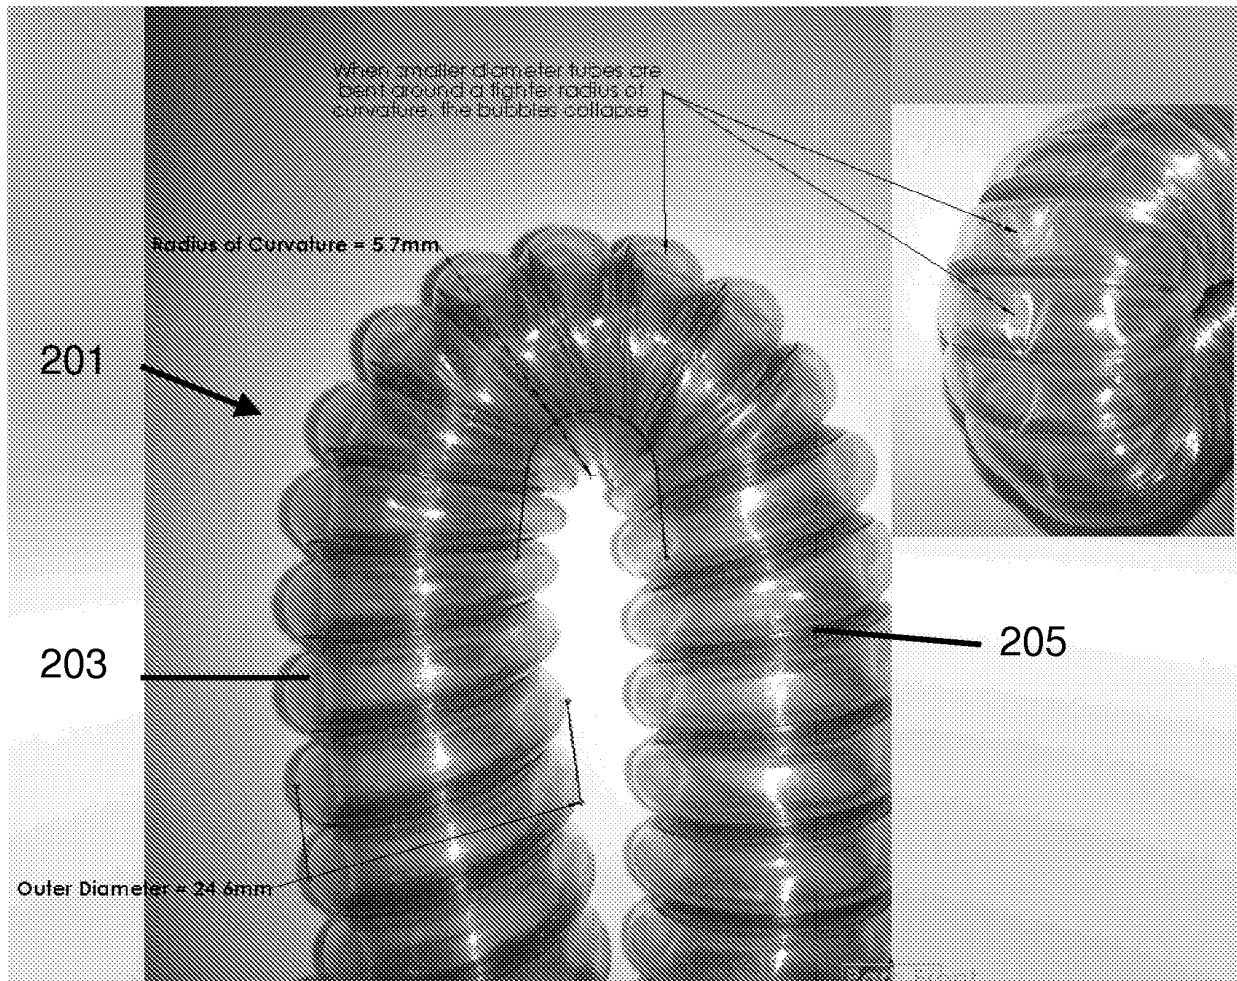 When smaller diameter tubes are
bent around a tighter radius of
curvature, the bubbles collapse
Radius of Curvature = 5.7mm
201
203
205
Outer Diameter = 24.6mm